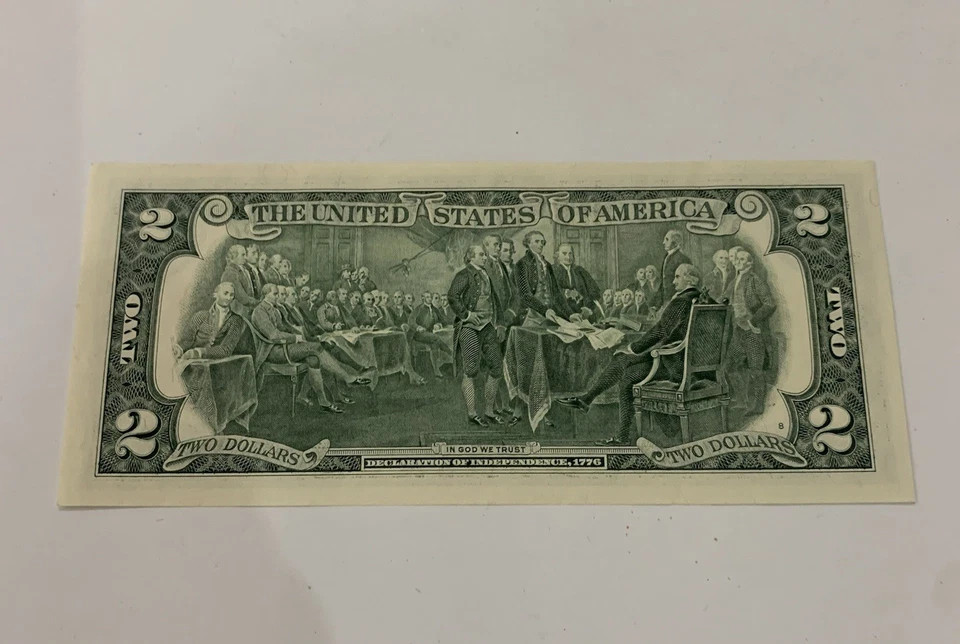 THE UNITED STATES OF AMERICA
2
2
TWO
TWO
2
2
B
TWO DOLLARS
IN GOD WE TRUST
TWO DOLLARS
DECLARATION OF INDEPENDENCE, 1776